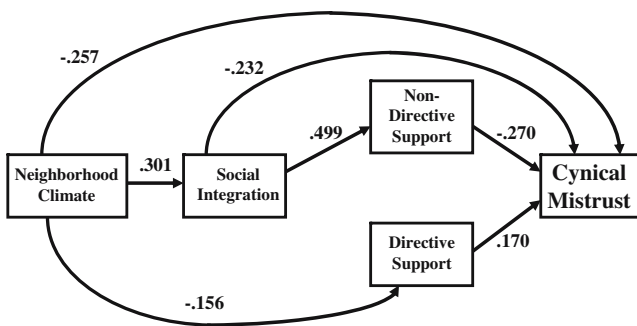 -.257
-.232
Non-
Directive
Support
.499
-.270
.301
Neighborhood
Climate
Social
Integration
Cynical
Mistrust
Directive
Support
.170
-.156